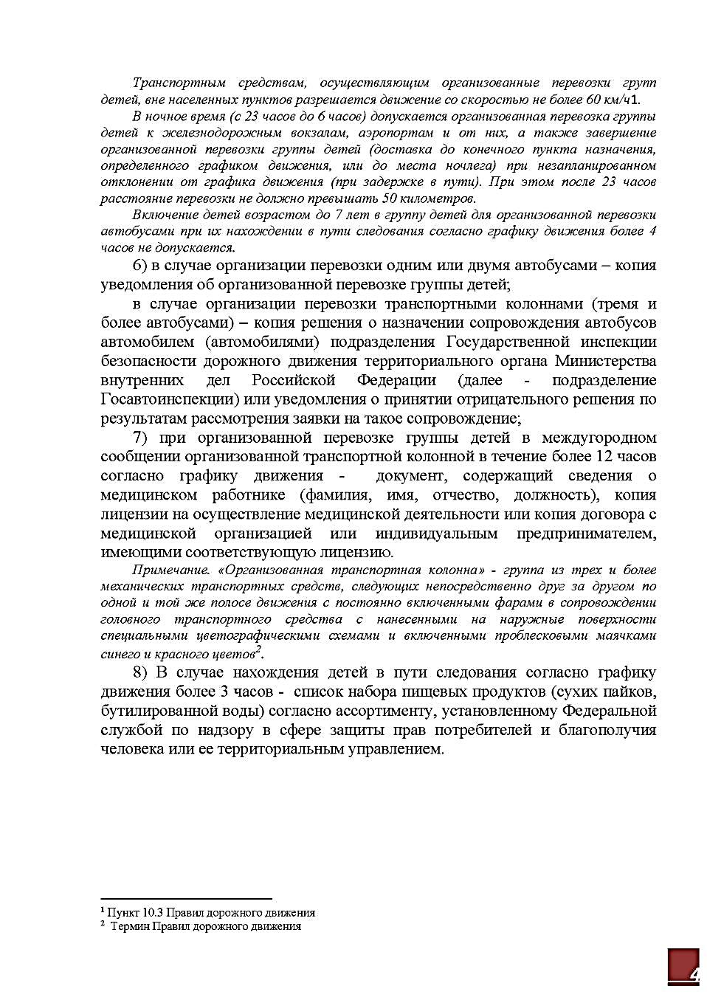 Транспортным средствам, осуществляющим организованные перевозки групп
детей, вне населенных пунктов разрешается движение со скоростью не более 60 км/ч1.
В ночное время (с 23 часов до 6 часов) допускается организованная перевозка группы
детей к железнодорожным вокзалам, аэропортам и от них, а также завершение
организованной перевозки группы детей (доставка до конечного пункта назначения,
определенного графиком движения, или до места ночлега) при незапланированном
отклонении от графика движения (при задержке в пути). При этом после 23 часов
расстояние перевозки не должно превышать 50 километров.
Включение детей возрастом до 7 лет в группу детей для организованной перевозки
автобусами при их нахождении в пути следования согласно графику движения более 4
часов не допускается.
6) в случае организации перевозки одним или двумя автобусами – копия
уведомления об организованной перевозке группы детей;
в случае организации перевозки транспортными колоннами (тремя и
более автобусами) – копия решения о назначении сопровождения автобусов
автомобилем (автомобилями) подразделения Государственной инспекции
безопасности дорожного движения территориального органа Министерства
внутренних дел Российской Федерации (далее - подразделение
Госавтоинспекции) или уведомления о принятии отрицательного решения по
результатам рассмотрения заявки на такое сопровождение;
7) при организованной перевозке группы детей в междугородном
сообщении организованной транспортной колонной в течение более 12 часов
согласно графику движения - документ, содержащий сведения о
медицинском работнике (фамилия, имя, отчество, должность), копия
лицензии на осуществление медицинской деятельности или копия договора с
медицинской организацией или индивидуальным предпринимателем,
имеющими соответствующую лицензию.
Примечание. «Организованная транспортная колонна» - группа из трех и более
механических транспортных средств, следующих непосредственно друг за другом по
одной и той же полосе движения с постоянно включенными фарами в сопровождении
головного транспортного средства с нанесенными на наружные поверхности
специальными цветографическими схемами и включенными проблесковыми маячками
синего и красного цветов².
8) В случае нахождения детей в пути следования согласно графику
движения более 3 часов - список набора пищевых продуктов (сухих пайков,
бутилированной воды) согласно ассортименту, установленному Федеральной
службой по надзору в сфере защиты прав потребителей и благополучия
человека или ее территориальным управлением.
¹ Пункт 10.3 Правил дорожного движения
² Термин Правил дорожного движения
4